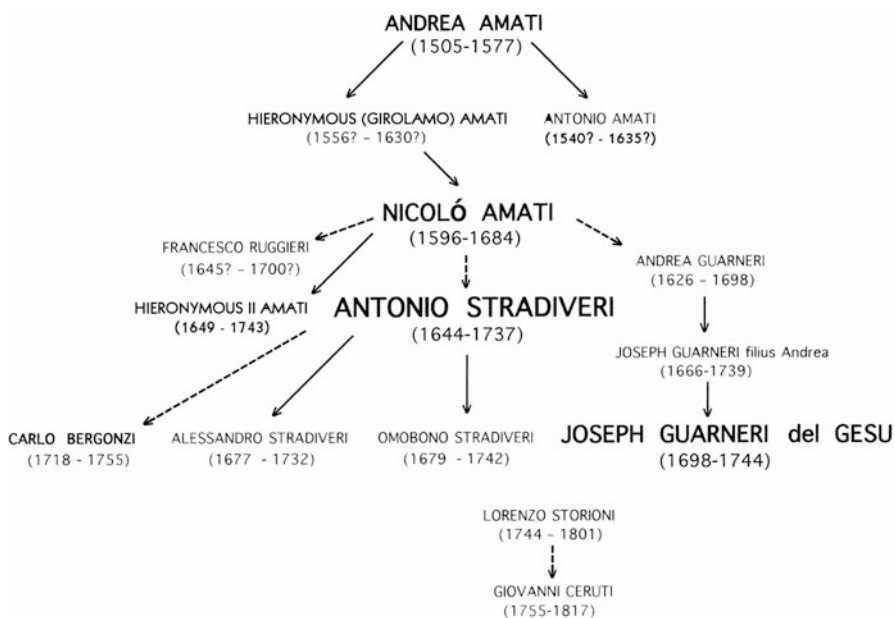 ANDREA AMATI
(1505-1577)
HIERONYMOUS (GIROLAMO) AMATI
(1556? – 1630?)
ANTONIO AMATI
(1540? - 1635?)
NICOLÓ AMATI
(1596-1684)
FRANCESCO RUGGIERI
(1645? – 1700?)
ANDREA GUARNERI
(1626 – 1698)
HIERONYMOUS II AMATI
(1649 - 1743)
ANTONIO STRADIVERI
(1644-1737)
JOSEPH GUARNERI filius Andrea
(1666-1739)
CARLO BERGONZI
(1718 – 1755)
ALESSANDRO STRADIVERI
(1677 - 1732)
OMOBONO STRADIVERI
(1679 – 1742)
JOSEPH GUARNERI del GESU
(1698-1744)
LORENZO STORIONI
(1744 – 1801)
GIOVANNI CERUTI
(1755-1817)